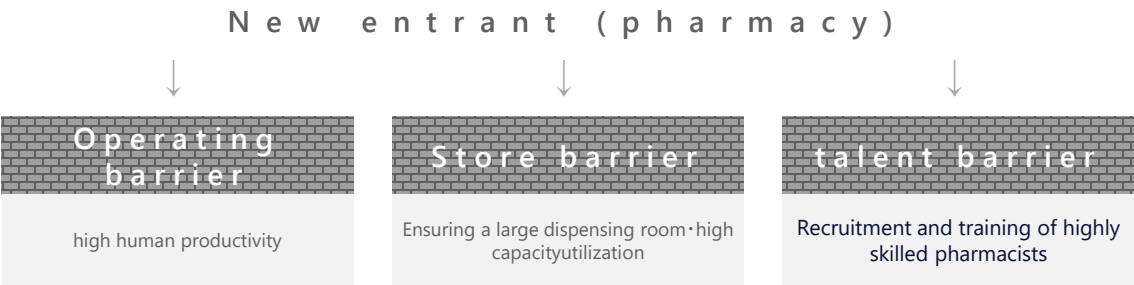 New entrant (pharmacy)
Operating
barrier
Store barrier
talent barrier
high human productivity
Ensuring a large dispensing room･high
capacityutilization
Recruitment and training of highly
skilled pharmacists